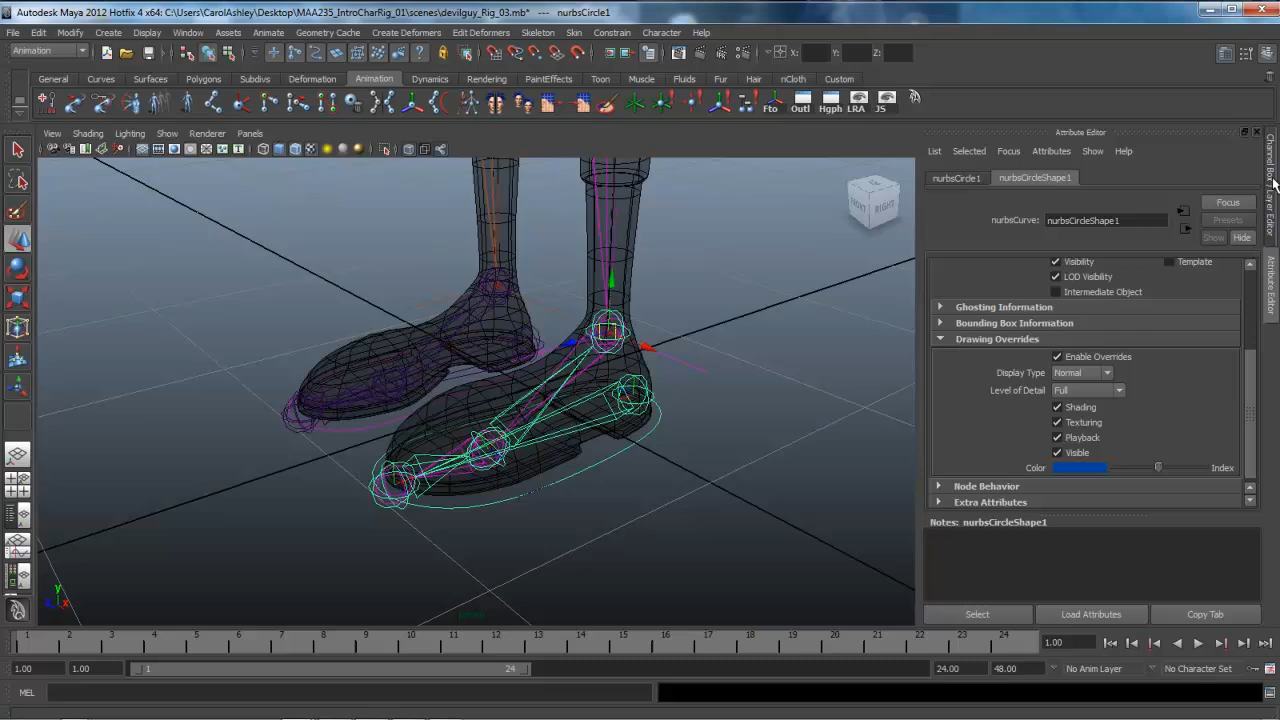 Autodesk Maya 2012 Hotfix 4 x64: C:\Users\CarolAshley\Desktop\MAA235_IntroCharRig_01\scenes\devilguy_Rig_03.mb* --- nurbsCircle1
File Edit Modify Create Display Window Assets Animate Geometry Cache Create Deformers Edit Deformers Skeleton Skin Constraint Character Help
Animation X: Y: Z:
General Curves Surfaces Polygons Subdivs Deformation Animation Dynamics Rendering PaintEffects Toon Muscle Fluids Fur Hair nCloth Custom
Fto Outl Hgph LRA JS
View Shading Lighting Show Renderer Panels
Attribute Editor
List Selected Focus Attributes Show Help
nurbsCircle1 nurbsCircleShape1
Focus
nurbsCurve: nurbsCircleShape1 Presets
Show Hide
Visibility Template
LOD Visibility
Intermediate Object
Ghosting Information
Bounding Box Information
Drawing Overrides
Enable Overrides
Display Type Normal
Level of Detail Full
Shading
Texturing
Playback
Visible
Color Index
Node Behavior
Extra Attributes
Notes: nurbsCircleShape1
Select Load Attributes Copy Tab
Channel Box / Layer Editor
Attribute Editor
FRONT RIGHT
y
z x
persp
1 2 3 4 5 6 7 8 9 10 11 12 13 14 15 16 17 18 19 20 21 22 23 24 1.00
1.00 1.00 1 24 24.00 48.00 No Anim Layer No Character Set
MEL